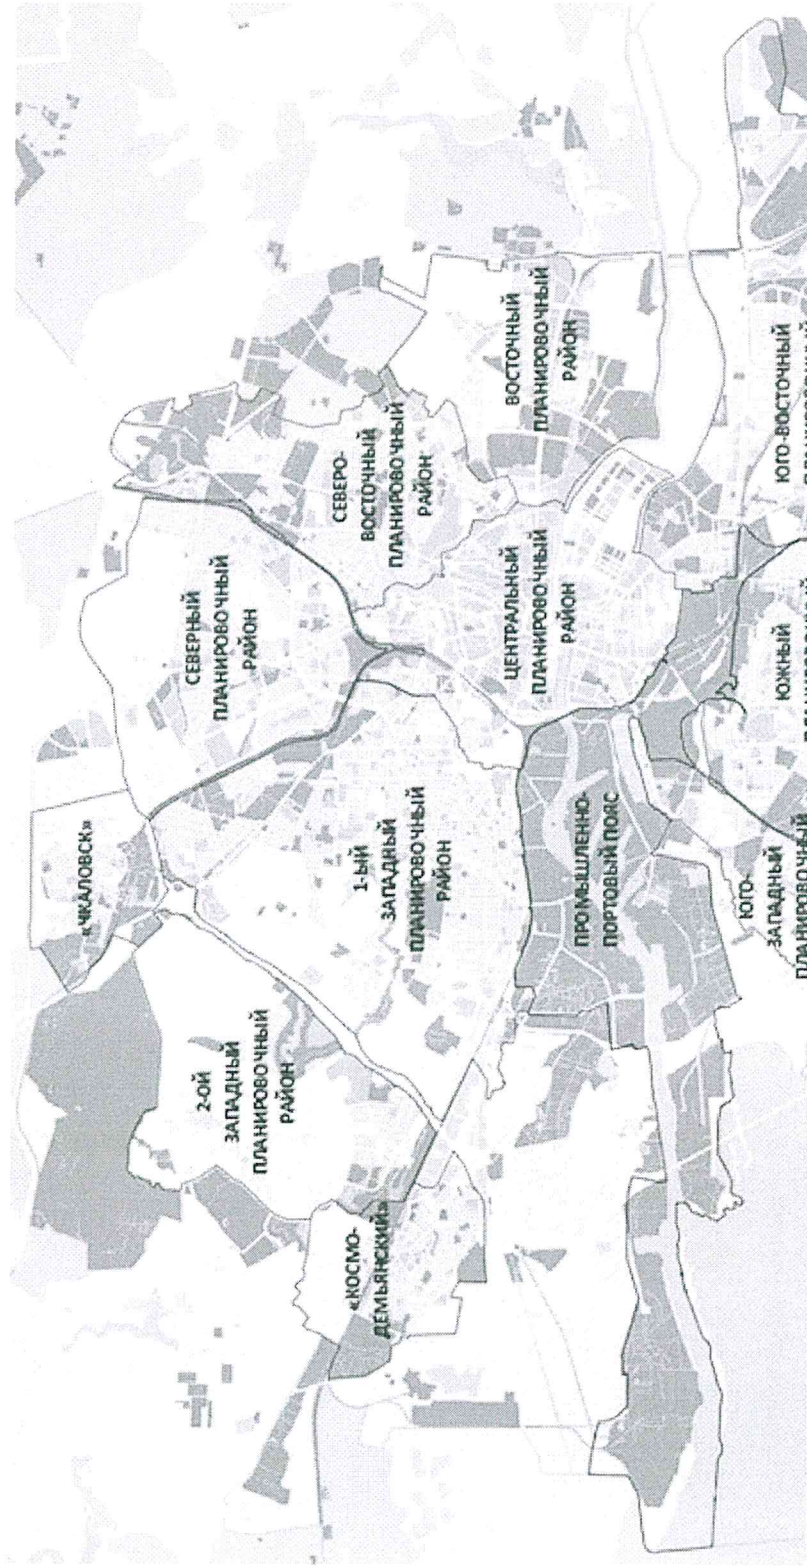 «ЧКАЛОВСК»
СЕВЕРНЫЙ
ПЛАНИРОВОЧНЫЙ
РАЙОН
2-ОЙ
ЗАПАДНЫЙ
ПЛАНИРОВОЧНЫЙ
РАЙОН
СЕВЕРО-
ВОСТОЧНЫЙ
ПЛАНИРОВОЧНЫЙ
РАЙОН
«КОСМО-
ДЕМЬЯНСКИЙ»
1-ЫЙ
ЗАПАДНЫЙ
ПЛАНИРОВОЧНЫЙ
РАЙОН
ЦЕНТРАЛЬНЫЙ
ПЛАНИРОВОЧНЫЙ
РАЙОН
ВОСТОЧНЫЙ
ПЛАНИРОВОЧНЫЙ
РАЙОН
ПРОМЫШЛЕННО-
ПОРТОВЫЙ ПОЯС
ЮГО-
ЗАПАДНЫЙ
ПЛАНИРОВОЧНЫЙ
ЮЖНЫЙ
ЮГО-ВОСТОЧНЫЙ